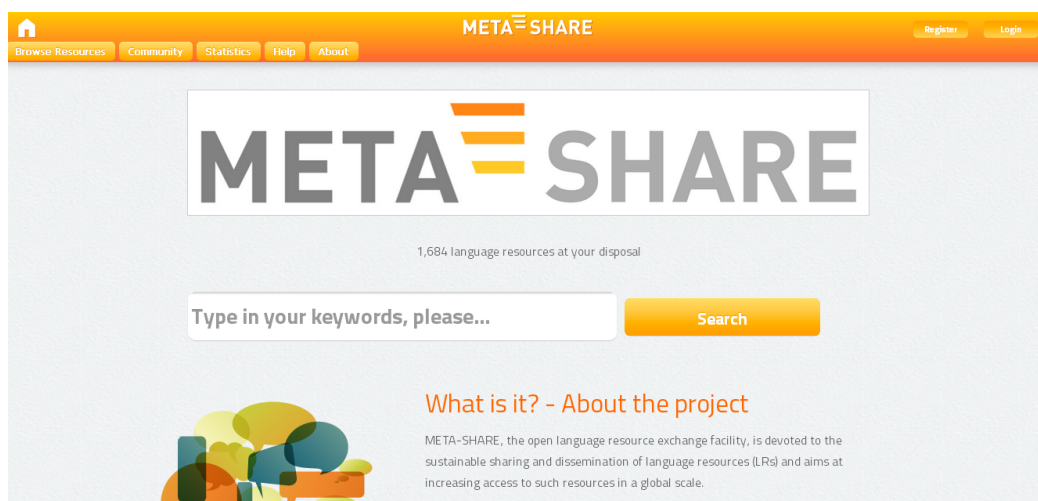 META SHARE
Register Login
Browse Resources Community Statistics Help About
META SHARE
1,684 language resources at your disposal
Type in your keywords, please... Search
What is it? - About the project
META-SHARE, the open language resource exchange facility, is devoted to the
sustainable sharing and dissemination of language resources (LRs) and aims at
increasing access to such resources in a global scale.